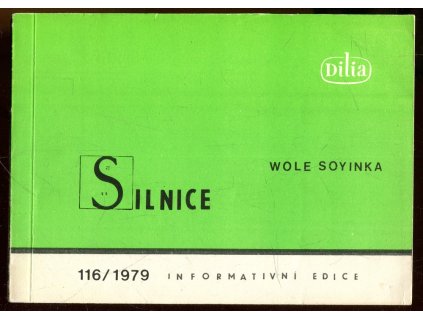 Dilia
WOLE SOYINKA
SILNICE
116/1979 INFORMATIVNÍ EDICE